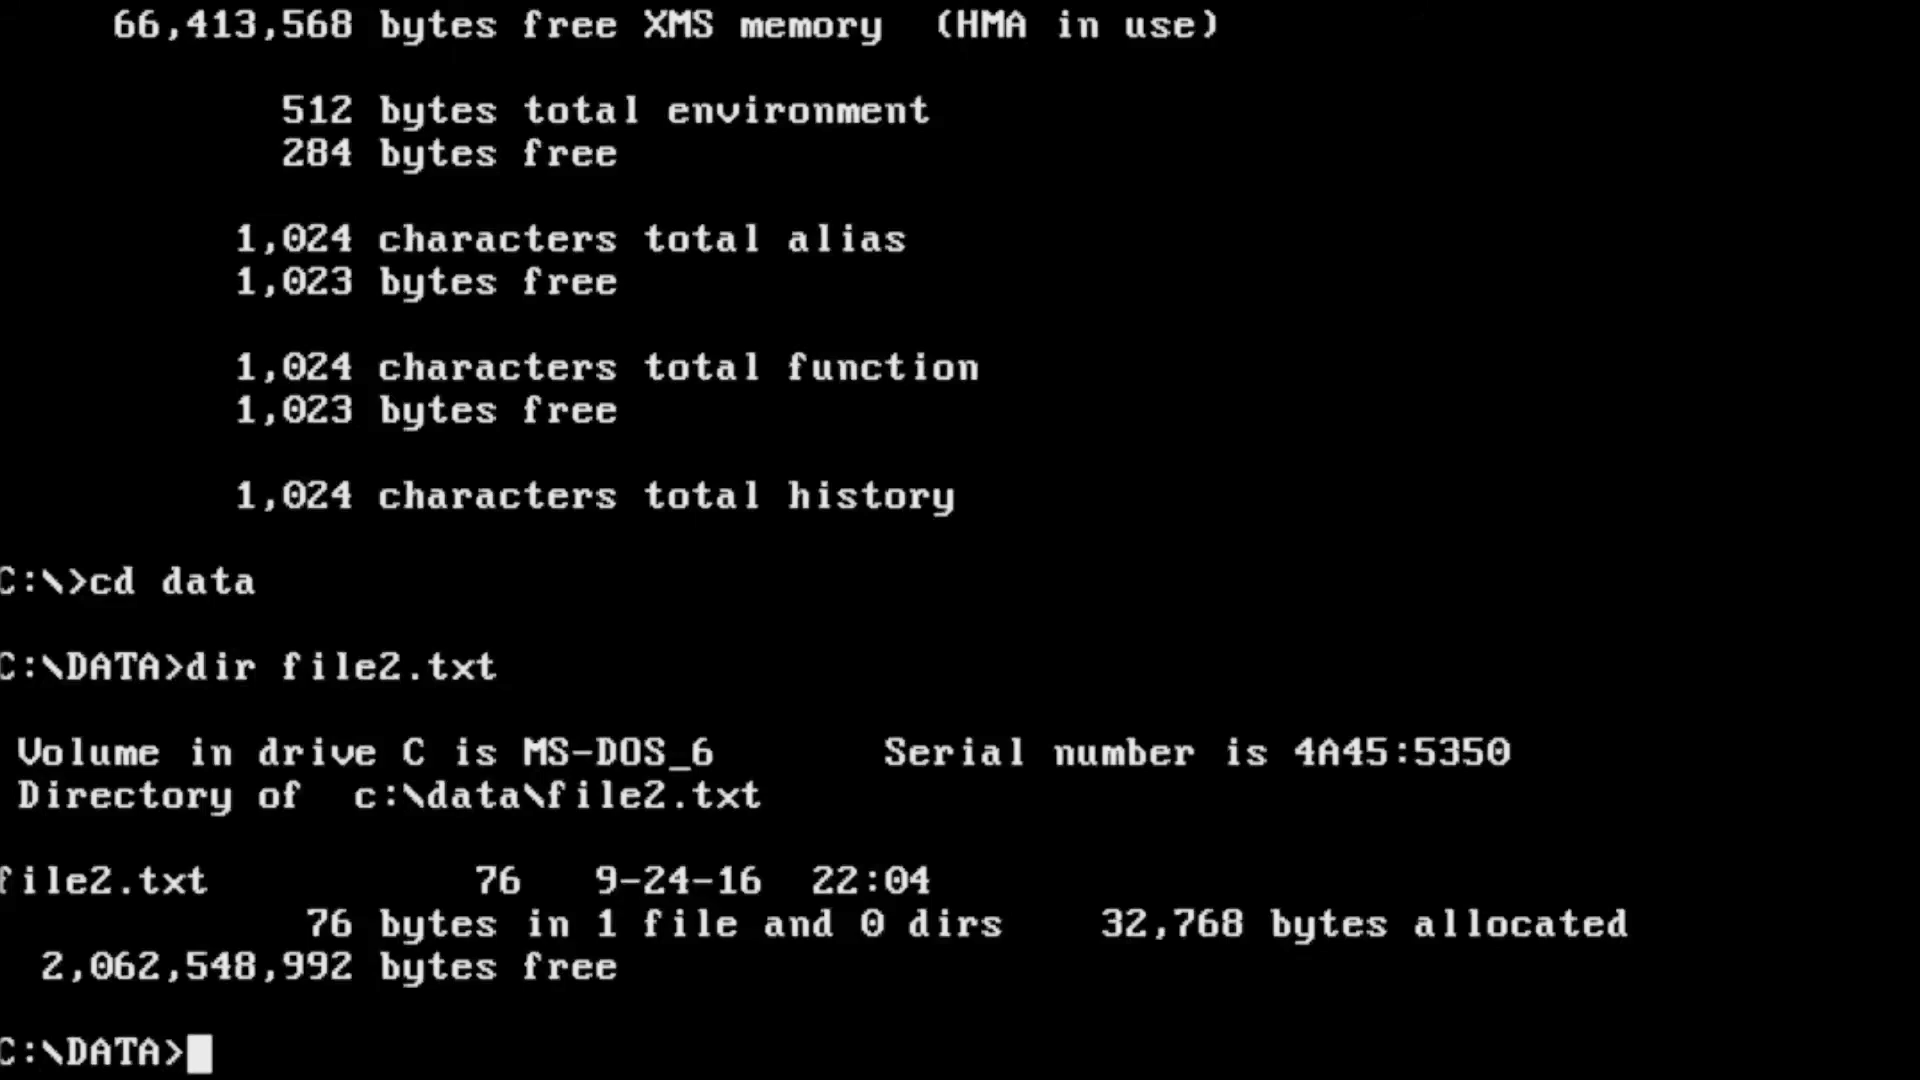 66,413,568 bytes free XMS memory  (HMA in use)
512 bytes total environment
284 bytes free
1,024 characters total alias
1,023 bytes free
1,024 characters total function
1,023 bytes free
1,024 characters total history
C:\>cd data
C:\DATA>dir file2.txt
Volume in drive C is MS-DOS_6       Serial number is 4A45:5350
Directory of  c:\data\file2.txt
file2.txt           76   9-24-16  22:04
76 bytes in 1 file and 0 dirs    32,768 bytes allocated
2,062,548,992 bytes free
C:\DATA>